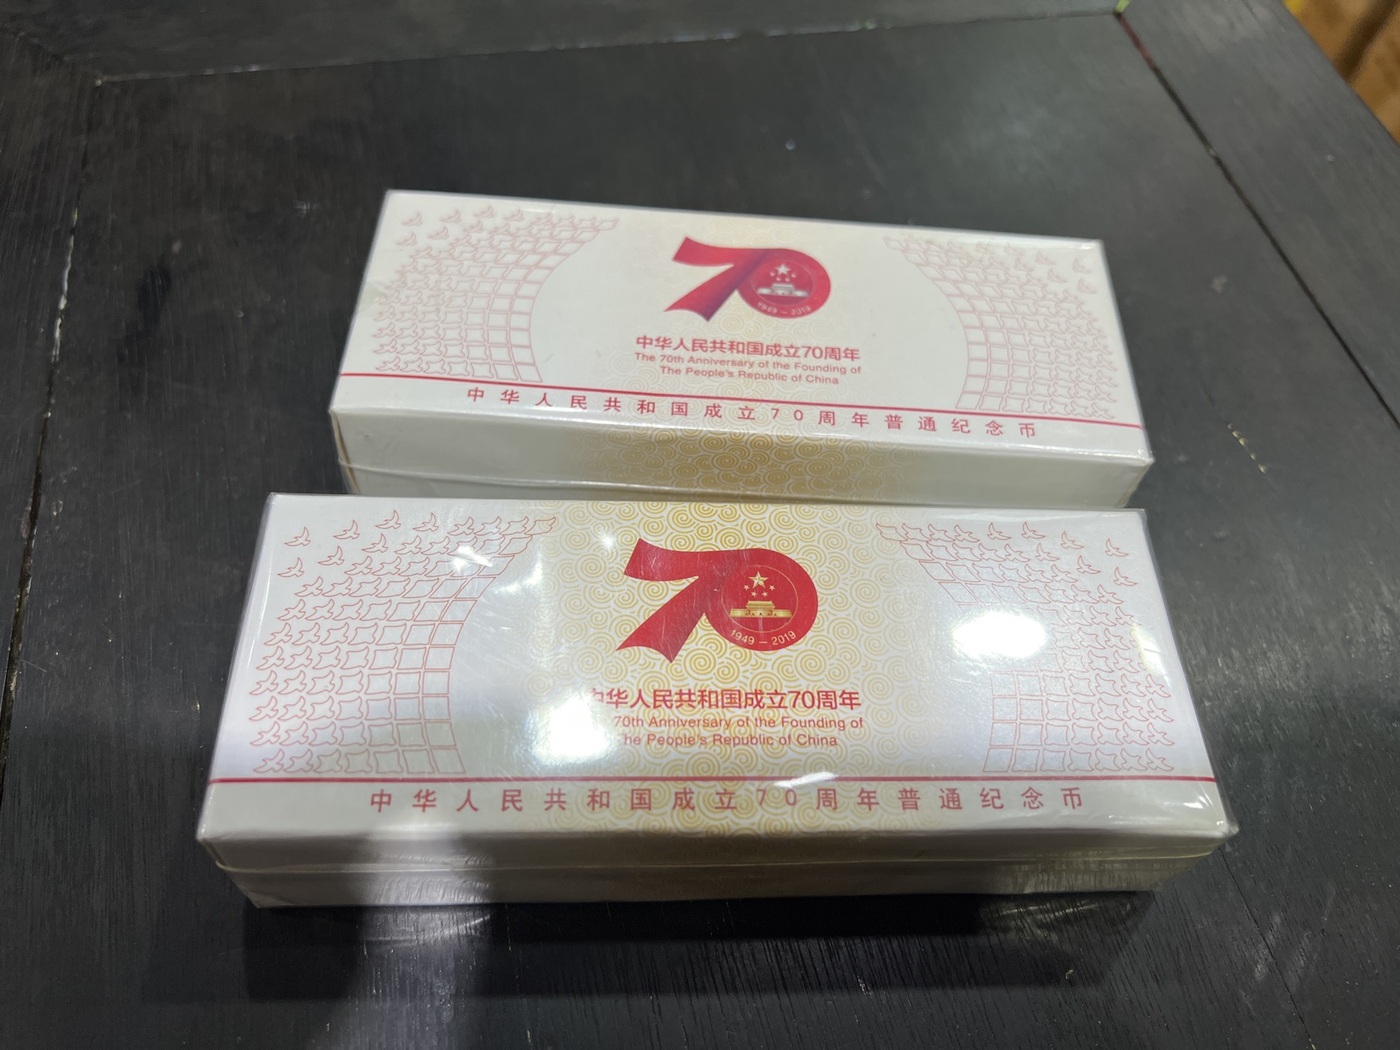 70
1949 — 2019
中华人民共和国成立70周年
The 70th Anniversary of the Founding of
The People's Republic of China
中华人民共和国成立70周年普通纪念币
70
1949 — 2019
中华人民共和国成立70周年
70th Anniversary of the Founding of
The People's Republic of China
中华人民共和国成立70周年普通纪念币